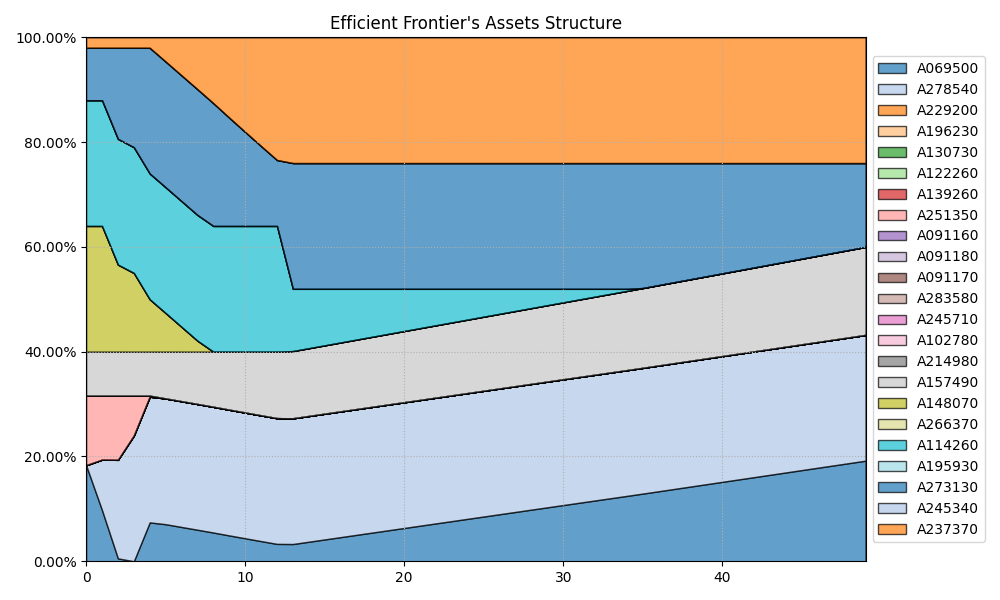 Efficient Frontier's Assets Structure
100.00%
80.00%
60.00%
40.00%
20.00%
0.00%
0
10
20
30
40
A069500
A278540
A229200
A196230
A130730
A122260
A139260
A251350
A091160
A091180
A091170
A283580
A245710
A102780
A214980
A157490
A148070
A266370
A114260
A195930
A273130
A245340
A237370